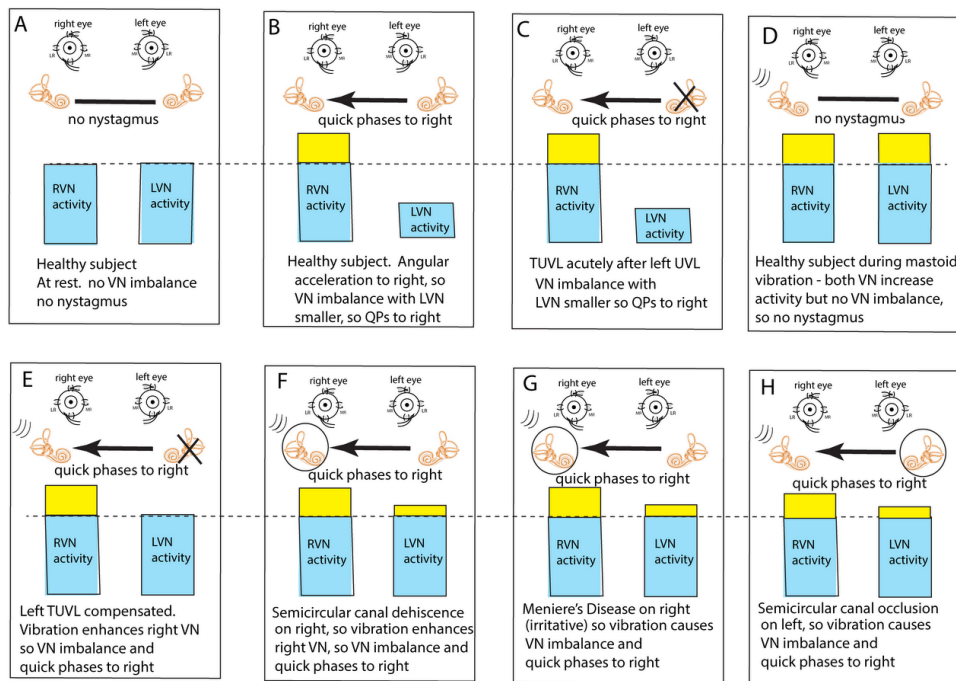 A
right eye left eye
LR MR MR LR
no nystagmus
RVN
activity
LVN
activity
Healthy subject
At rest. no VN imbalance
no nystagmus
B
right eye left eye
LR MR MR LR
quick phases to right
RVN
activity
LVN
activity
Healthy subject. Angular
acceleration to right, so
VN imbalance with LVN
smaller, so QPs to right
C
right eye left eye
LR MR MR LR
quick phases to right
RVN
activity
LVN
activity
TUVL acutely after left UVL
VN imbalance with
LVN smaller so QPs to right
D
right eye left eye
LR MR MR LR
no nystagmus
RVN
activity
LVN
activity
Healthy subject during mastoid
vibration - both VN increase
activity but no VN imbalance,
so no nystagmus
E
right eye left eye
LR MR MR LR
quick phases to right
RVN
activity
LVN
activity
Left TUVL compensated.
Vibration enhances right VN
so VN imbalance and
quick phases to right
F
right eye left eye
LR MR MR LR
quick phases to right
RVN
activity
LVN
activity
Semicircular canal dehiscence
on right, so vibration enhances
right VN, so VN imbalance and
quick phases to right
G
right eye left eye
LR MR MR LR
quick phases to right
RVN
activity
LVN
activity
Meniere's Disease on right
(irritative) so vibration causes
VN imbalance and
quick phases to right
H
right eye left eye
LR MR MR LR
quick phases to right
RVN
activity
LVN
activity
Semicircular canal occlusion
on left, so vibration causes
VN imbalance and
quick phases to right